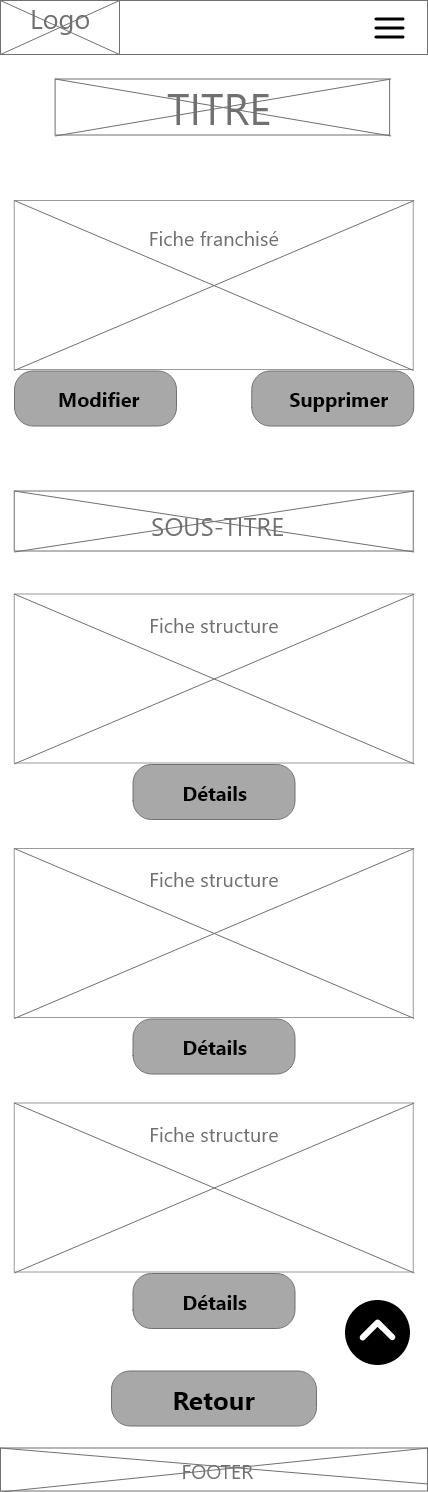 Logo
TITRE
Fiche franchisé
Modifier
Supprimer
SOUS-TITRE
Fiche structure
Détails
Fiche structure
Détails
Fiche structure
Détails
Retour
FOOTER